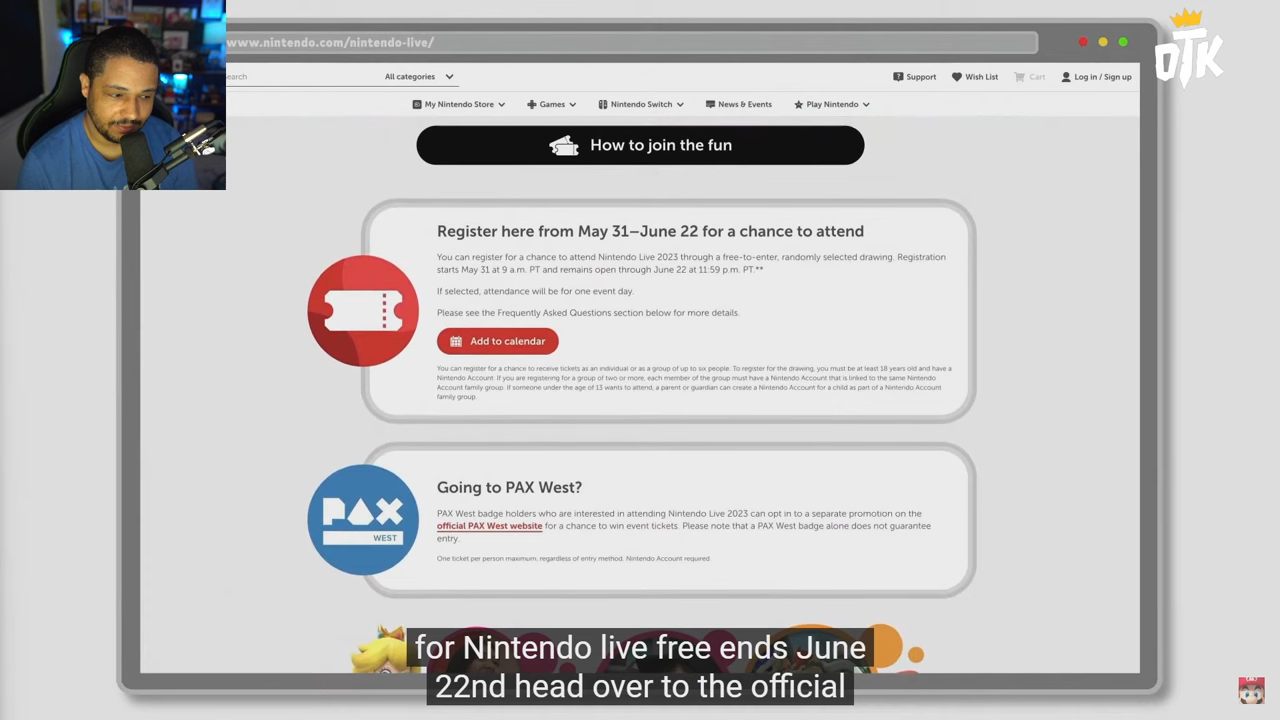 www.nintendo.com/nintendo-live/
OTK
earch
All categories
Support
Wish List
Cart
Log in / Sign up
My Nintendo Store
Games
Nintendo Switch
News & Events
Play Nintendo
How to join the fun
Register here from May 31–June 22 for a chance to attend
You can register for a chance to attend Nintendo Live 2023 through a free-to-enter, randomly selected drawing. Registration
starts May 31 at 9 a.m. PT and remains open through June 22 at 11:59 p.m. PT.**
If selected, attendance will be for one event day.
Please see the Frequently Asked Questions section below for more details.
Add to calendar
You can register for a chance to receive tickets as an individual or as a group of up to six people. To register for the drawing, you must be at least 18 years old and have a
Nintendo Account. If you are registering for a group of two or more, each member of the group must have a Nintendo Account that is linked to the same Nintendo
Account family group. If someone under the age of 13 wants to attend, a parent or guardian can create a Nintendo Account for a child as part of a Nintendo Account
family group.
PAX
WEST
Going to PAX West?
PAX West badge holders who are interested in attending Nintendo Live 2023 can opt in to a separate promotion on the
official PAX West website for a chance to win event tickets. Please note that a PAX West badge alone does not guarantee
entry.
One ticket per person maximum, regardless of entry method. Nintendo Account required.
for Nintendo live free ends June
22nd head over to the official